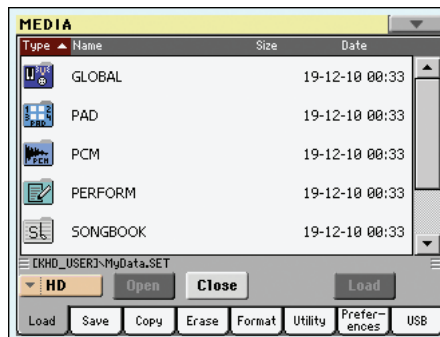 MEDIA
Type Name Size Date
GLOBAL 19-12-10 00:33
PAD 19-12-10 00:33
PCM 19-12-10 00:33
PERFORM 19-12-10 00:33
SONGBOOK 19-12-10 00:33
[KHD_USER]\MyData.SET
HD Open Close Load
Load Save Copy Erase Format Utility Prefer-
ences USB